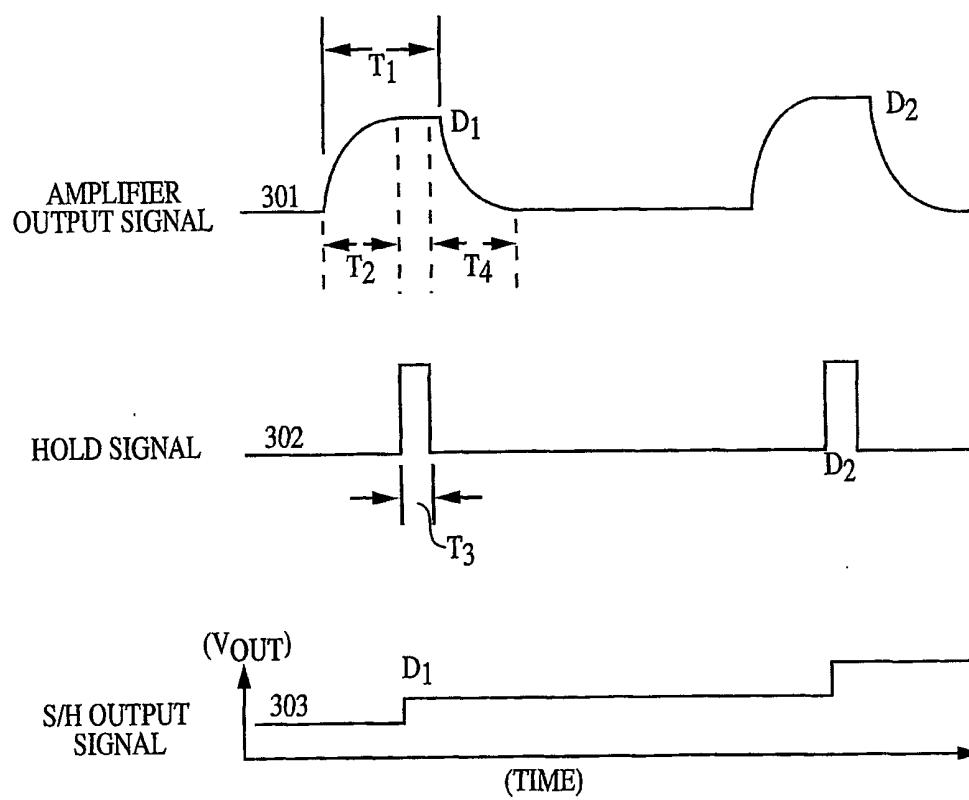 T1
D1
D2
AMPLIFIER
OUTPUT SIGNAL
301
T2
T4
HOLD SIGNAL
302
D2
T3
(VOUT)
D1
S/H OUTPUT
SIGNAL
303
(TIME)